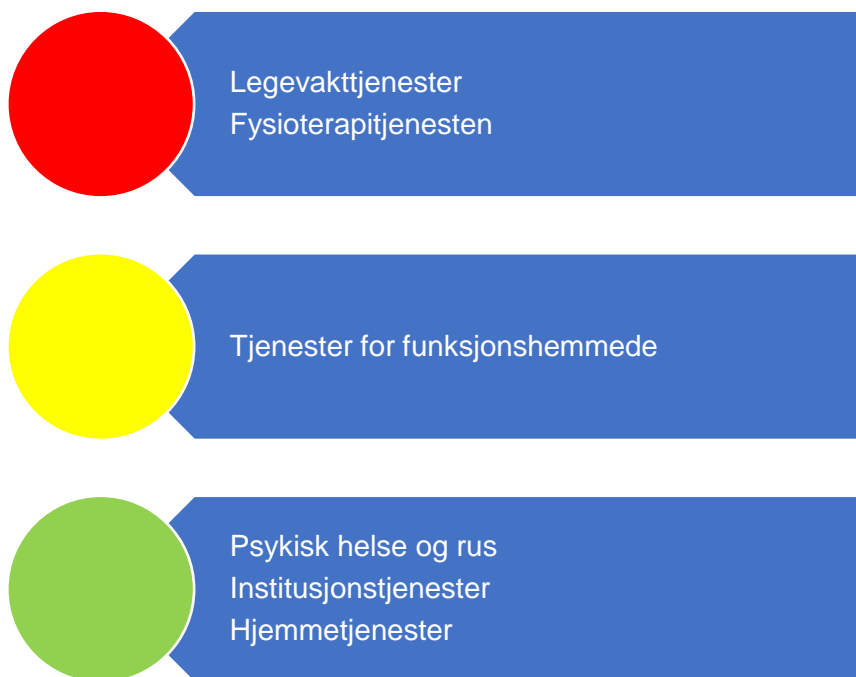 Legevakttjenester
Fysioterapitjenesten
Tjenester for funksjonshemmede
Psykisk helse og rus
Institusjonstjenester
Hjemmetjenester